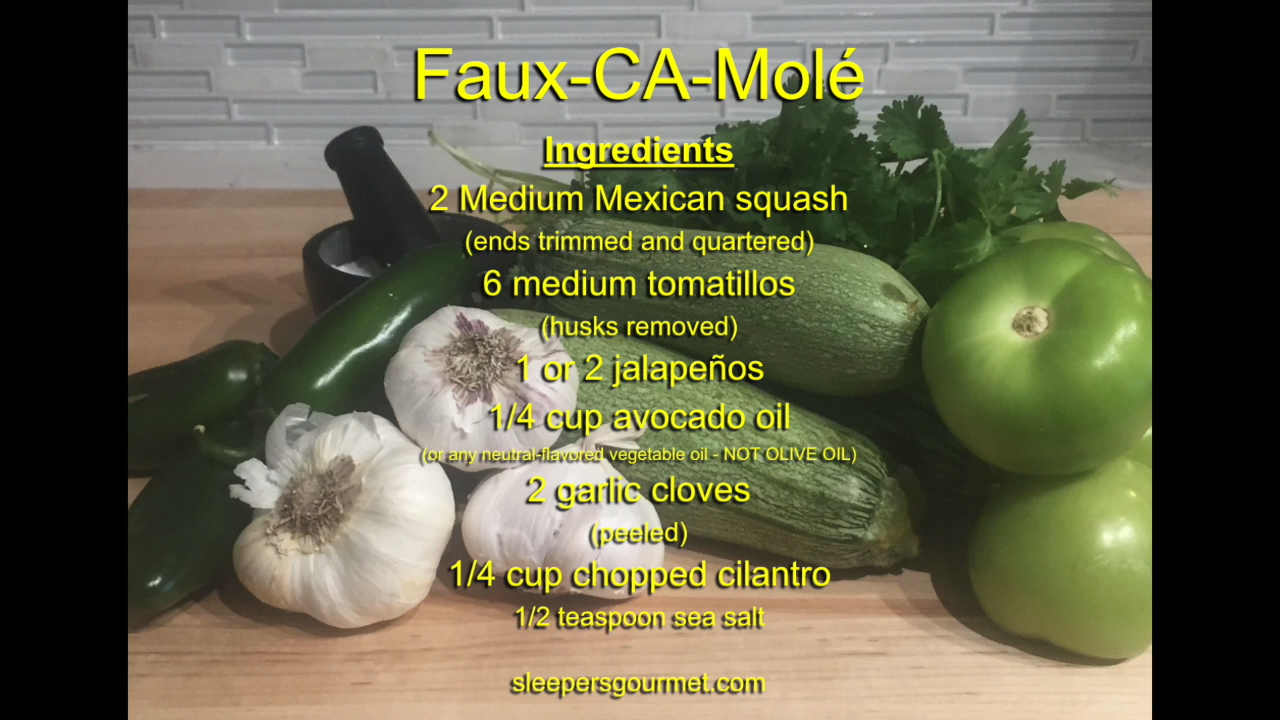 Faux-CA-Molé
Ingredients
2 Medium Mexican squash
(ends trimmed and quartered)
6 medium tomatillos
(husks removed)
1 or 2 jalapeños
1/4 cup avocado oil
(or any neutral-flavored vegetable oil - NOT OLIVE OIL)
2 garlic cloves
(peeled)
1/4 cup chopped cilantro
1/2 teaspoon sea salt
sleepersgourmet.com